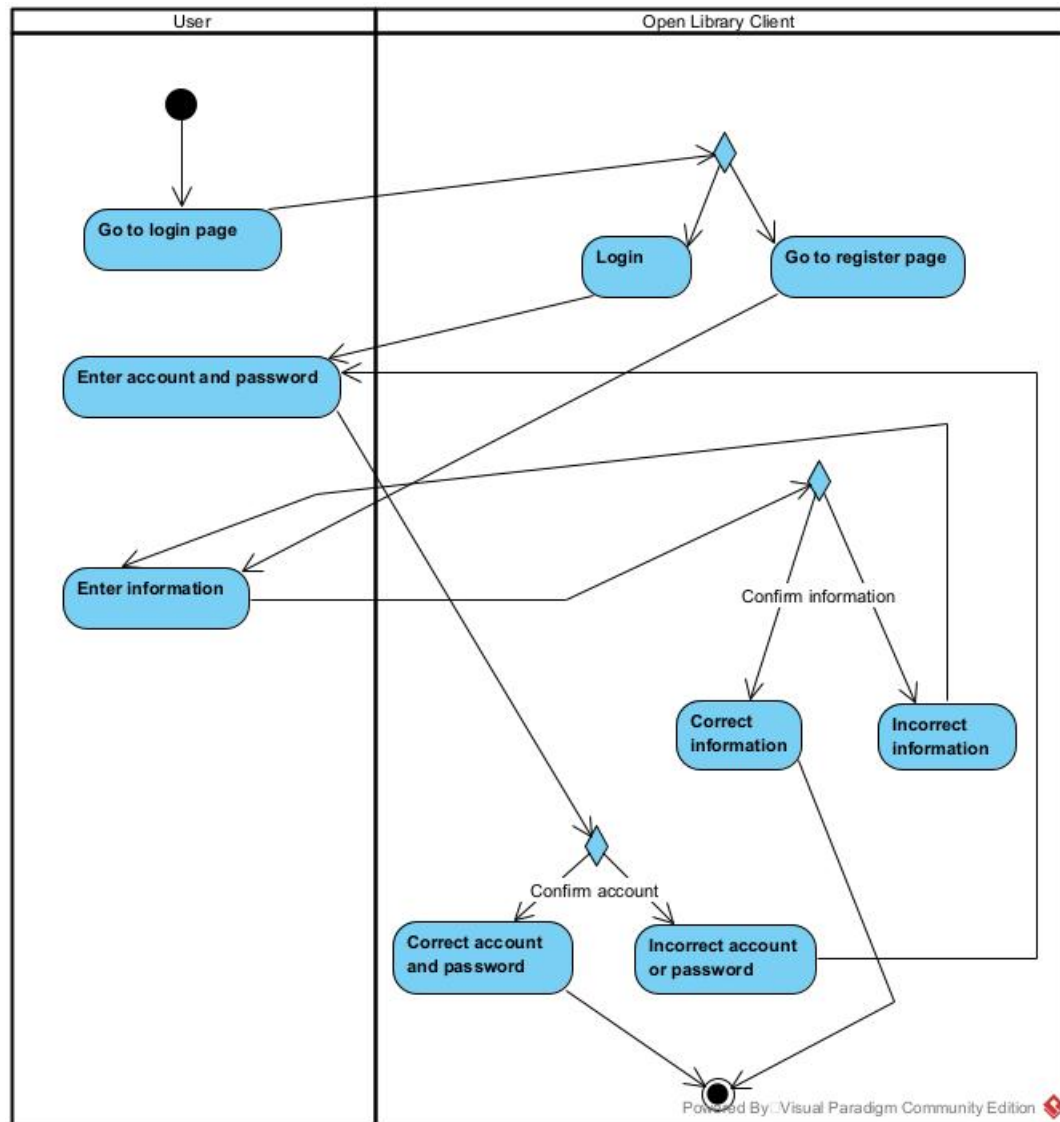 User
Open Library Client
Go to login page
Login
Go to register page
Enter account and password
Enter information
Confirm information
Correct
information
Incorrect
information
Confirm account
Correct account
and password
Incorrect account
or password
Powered By Visual Paradigm Community Edition